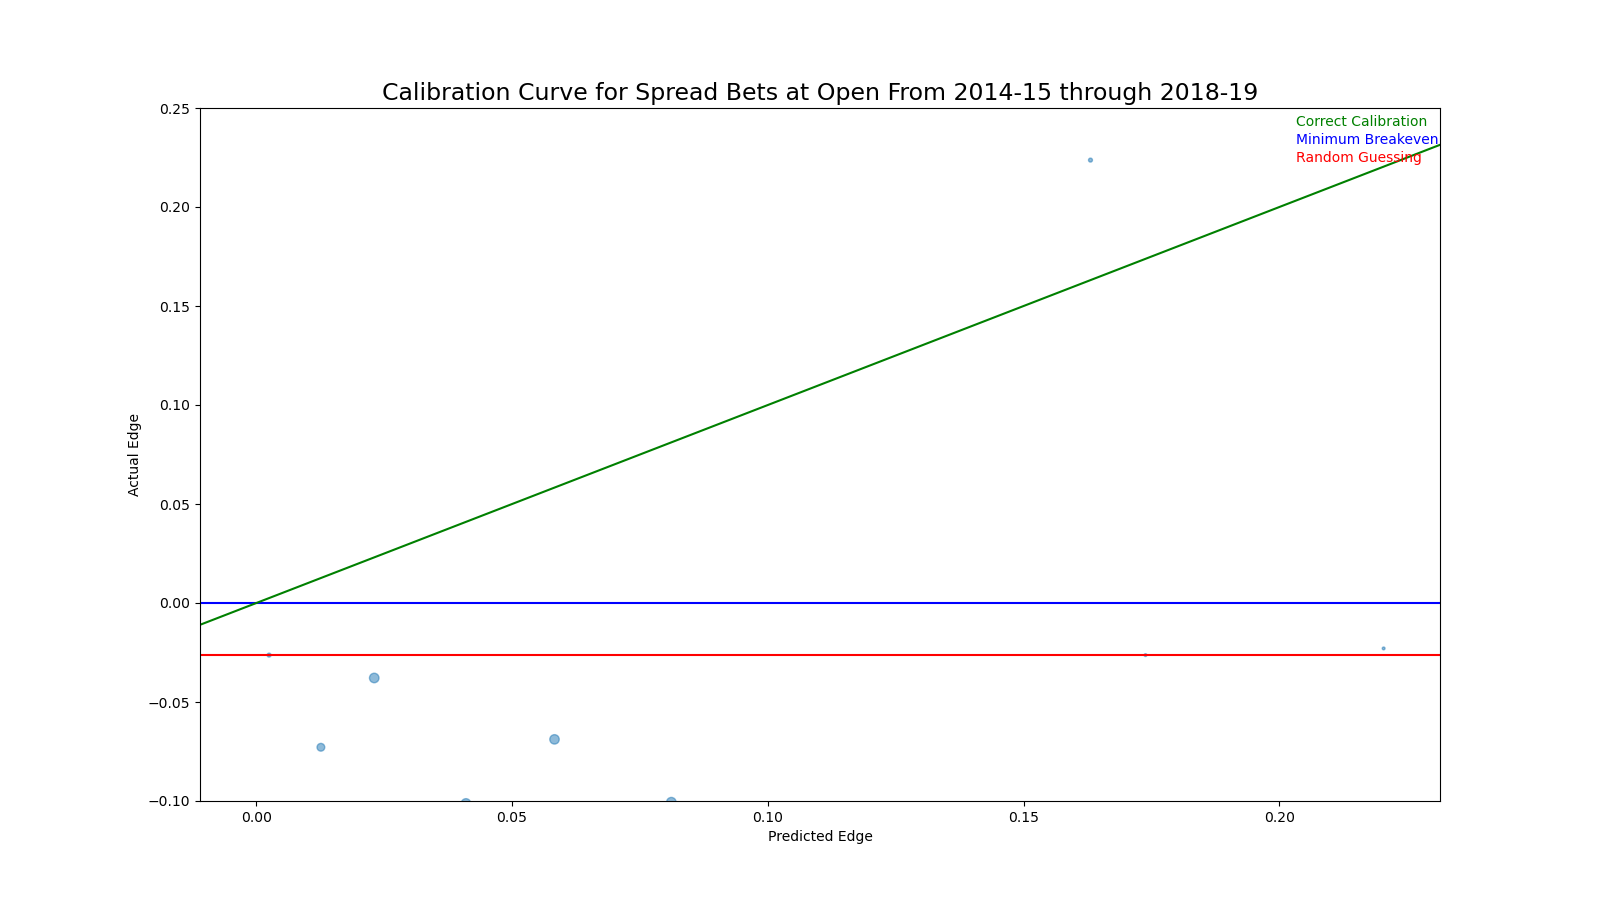 Calibration Curve for Spread Bets at Open From 2014-15 through 2018-19
Correct Calibration
Minimum Breakeven
Random Guessing
0.25
0.20
0.15
0.10
0.05
0.00
−0.05
−0.10
Actual Edge
0.00
0.05
0.10
0.15
0.20
Predicted Edge